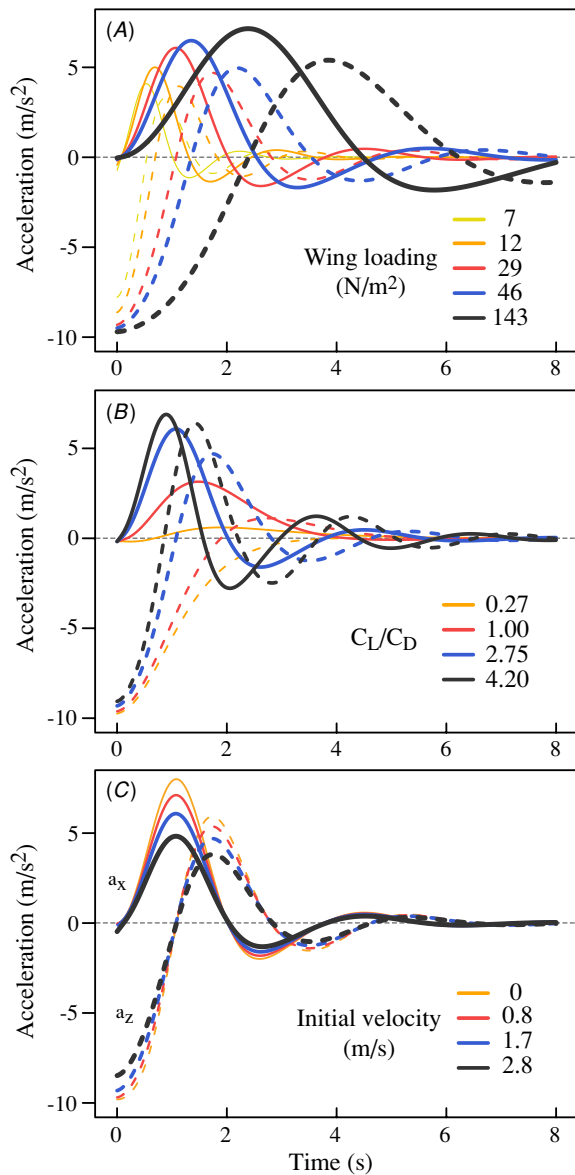 (A)
Acceleration (m/s²)
5
0
-5
-10
Wing loading
(N/m²)
7
12
29
46
143
0 2 4 6 8
(B)
Acceleration (m/s²)
5
0
-5
-10
C_L/C_D
0.27
1.00
2.75
4.20
0 2 4 6 8
(C)
Acceleration (m/s²)
5
0
-5
-10
a_x
a_z
Initial velocity
(m/s)
0
0.8
1.7
2.8
0 2 4 6 8
Time (s)